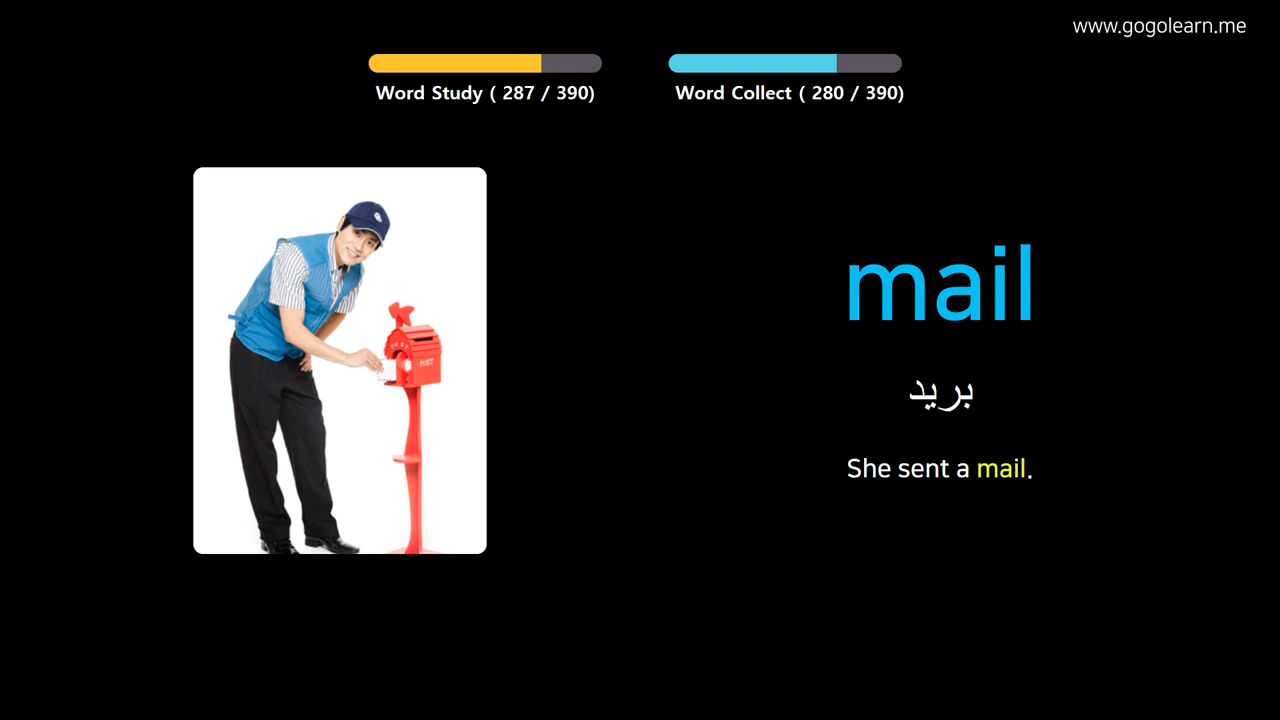 www.gogolearn.me
Word Study ( 287 / 390)
Word Collect ( 280 / 390)
POST
mail
بريد
She sent a mail.